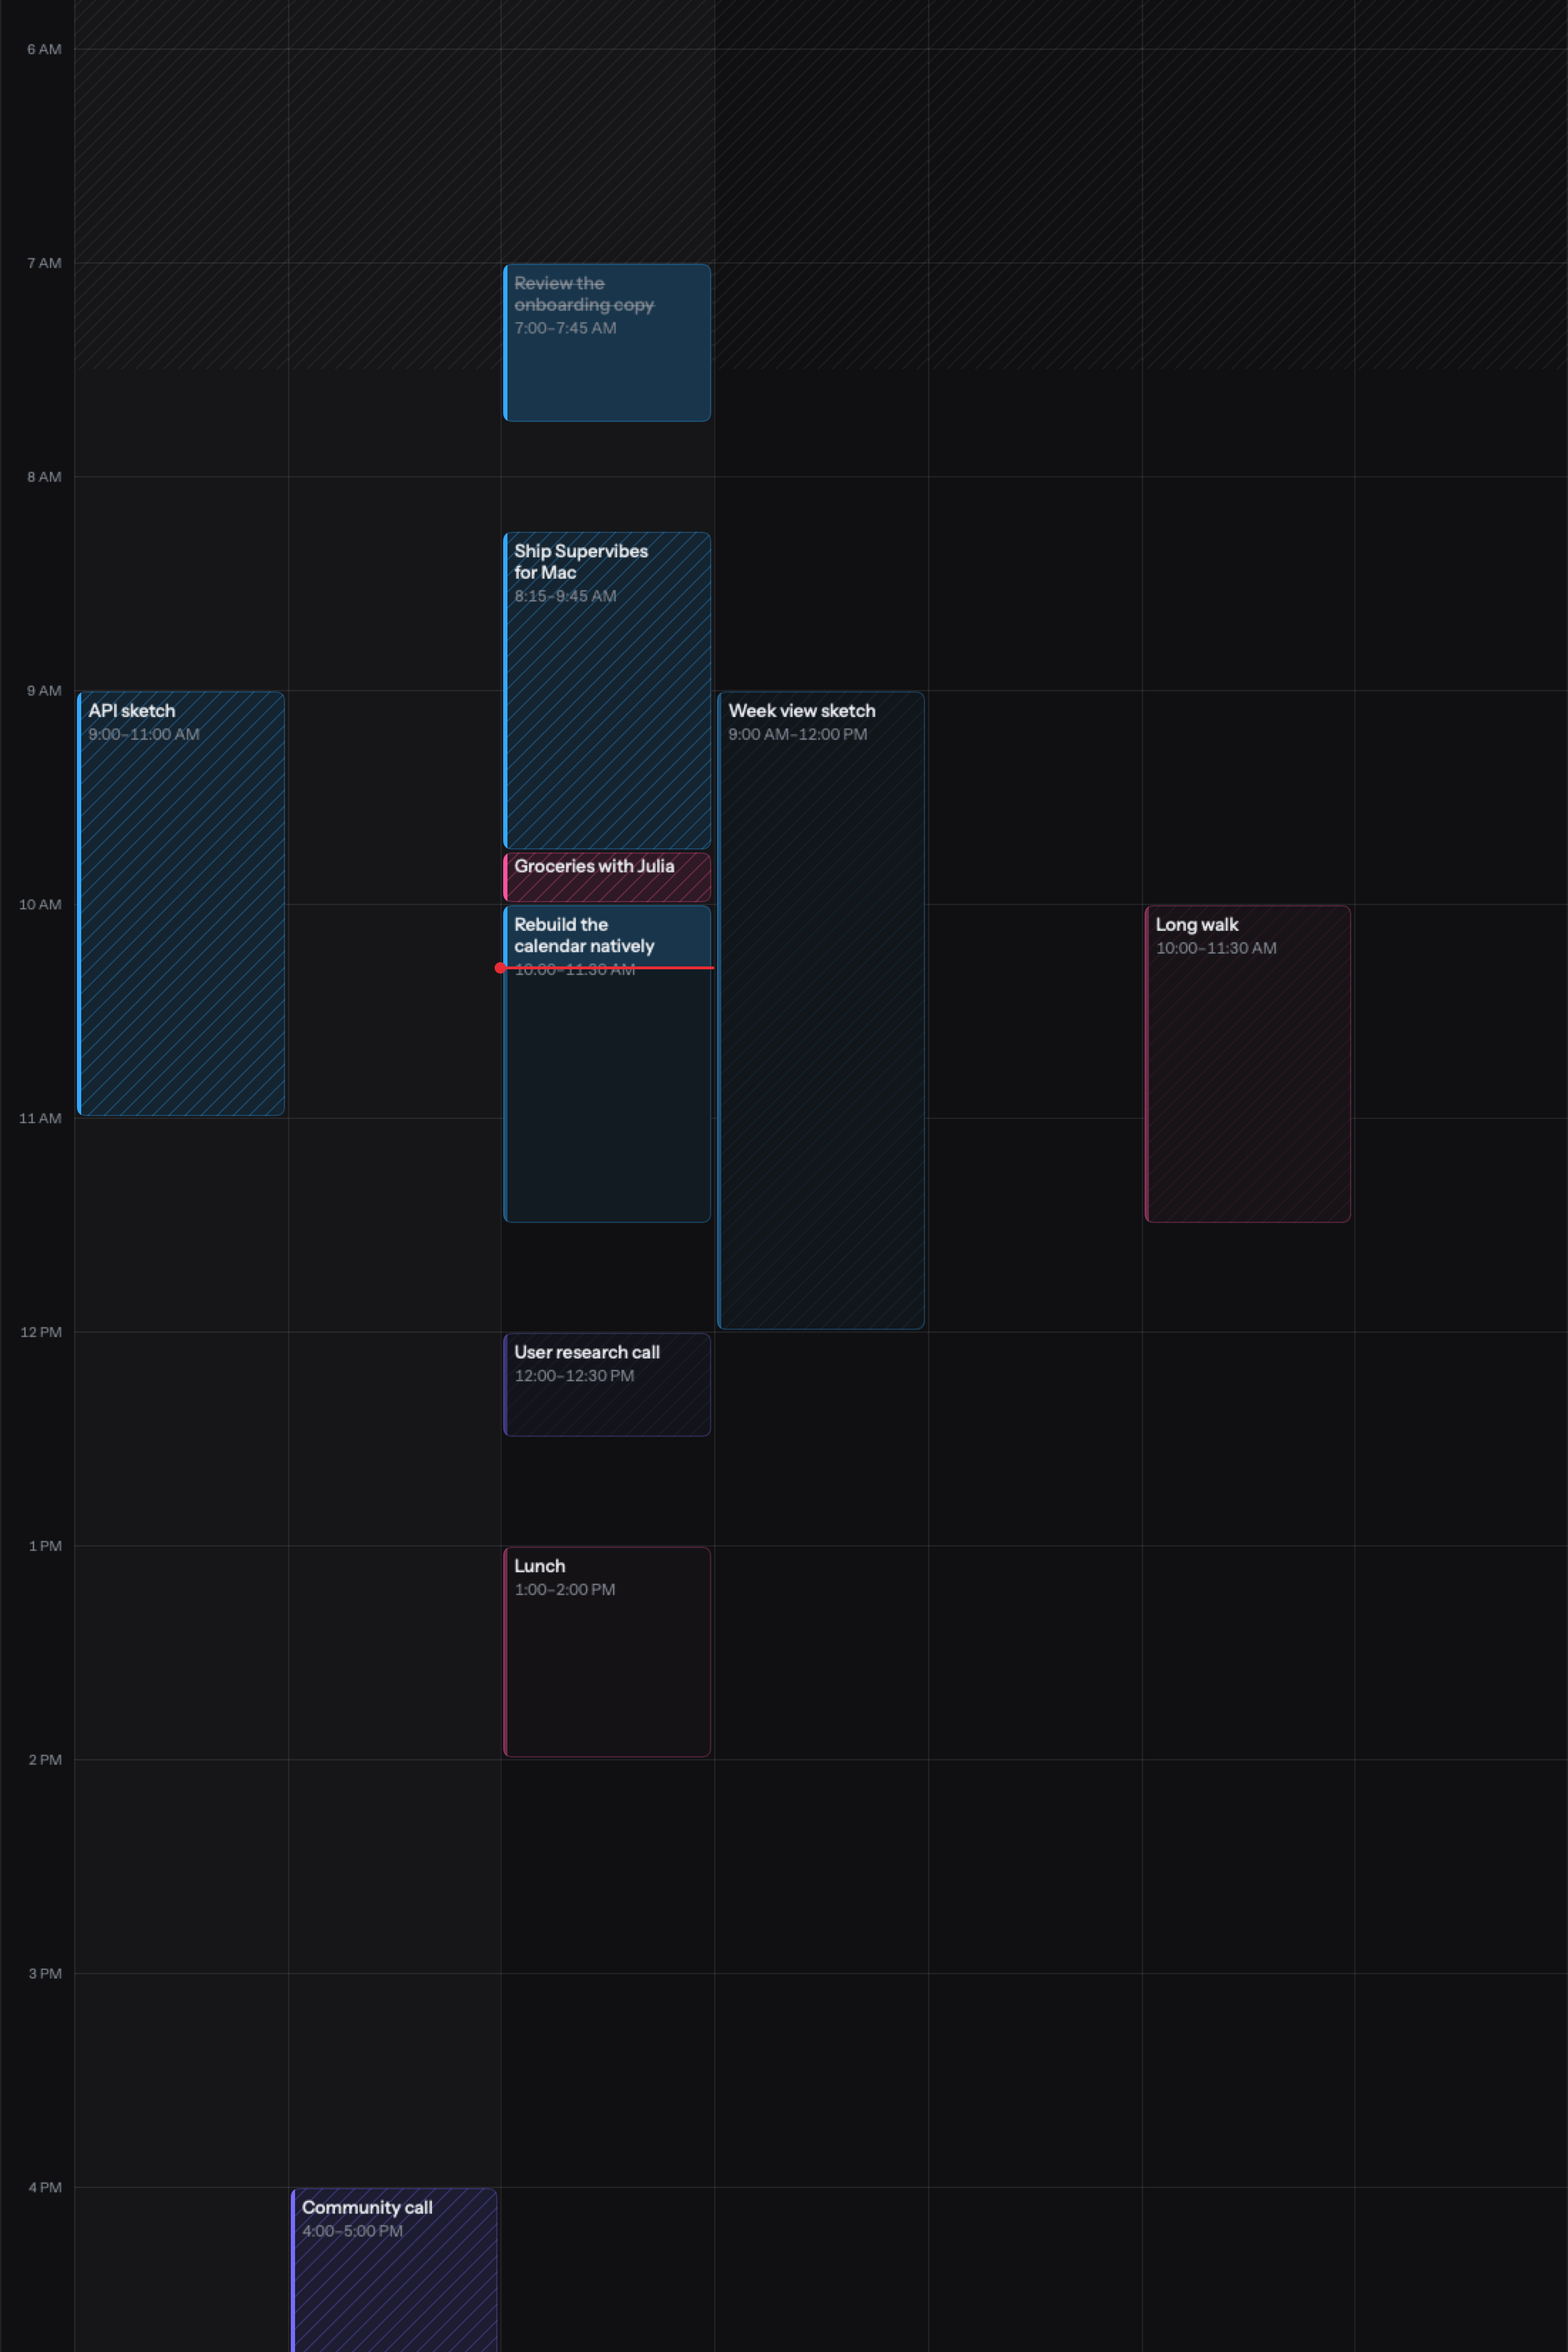 6 AM
7 AM
Review the
onboarding copy
7:00–7:45 AM
8 AM
Ship Supervibes
for Mac
8:15–9:45 AM
9 AM
API sketch
9:00–11:00 AM
Week view sketch
9:00 AM–12:00 PM
Groceries with Julia
10 AM
Rebuild the
calendar natively
10:00–11:30 AM
Long walk
10:00–11:30 AM
11 AM
12 PM
User research call
12:00–12:30 PM
1 PM
Lunch
1:00–2:00 PM
2 PM
3 PM
4 PM
Community call
4:00–5:00 PM